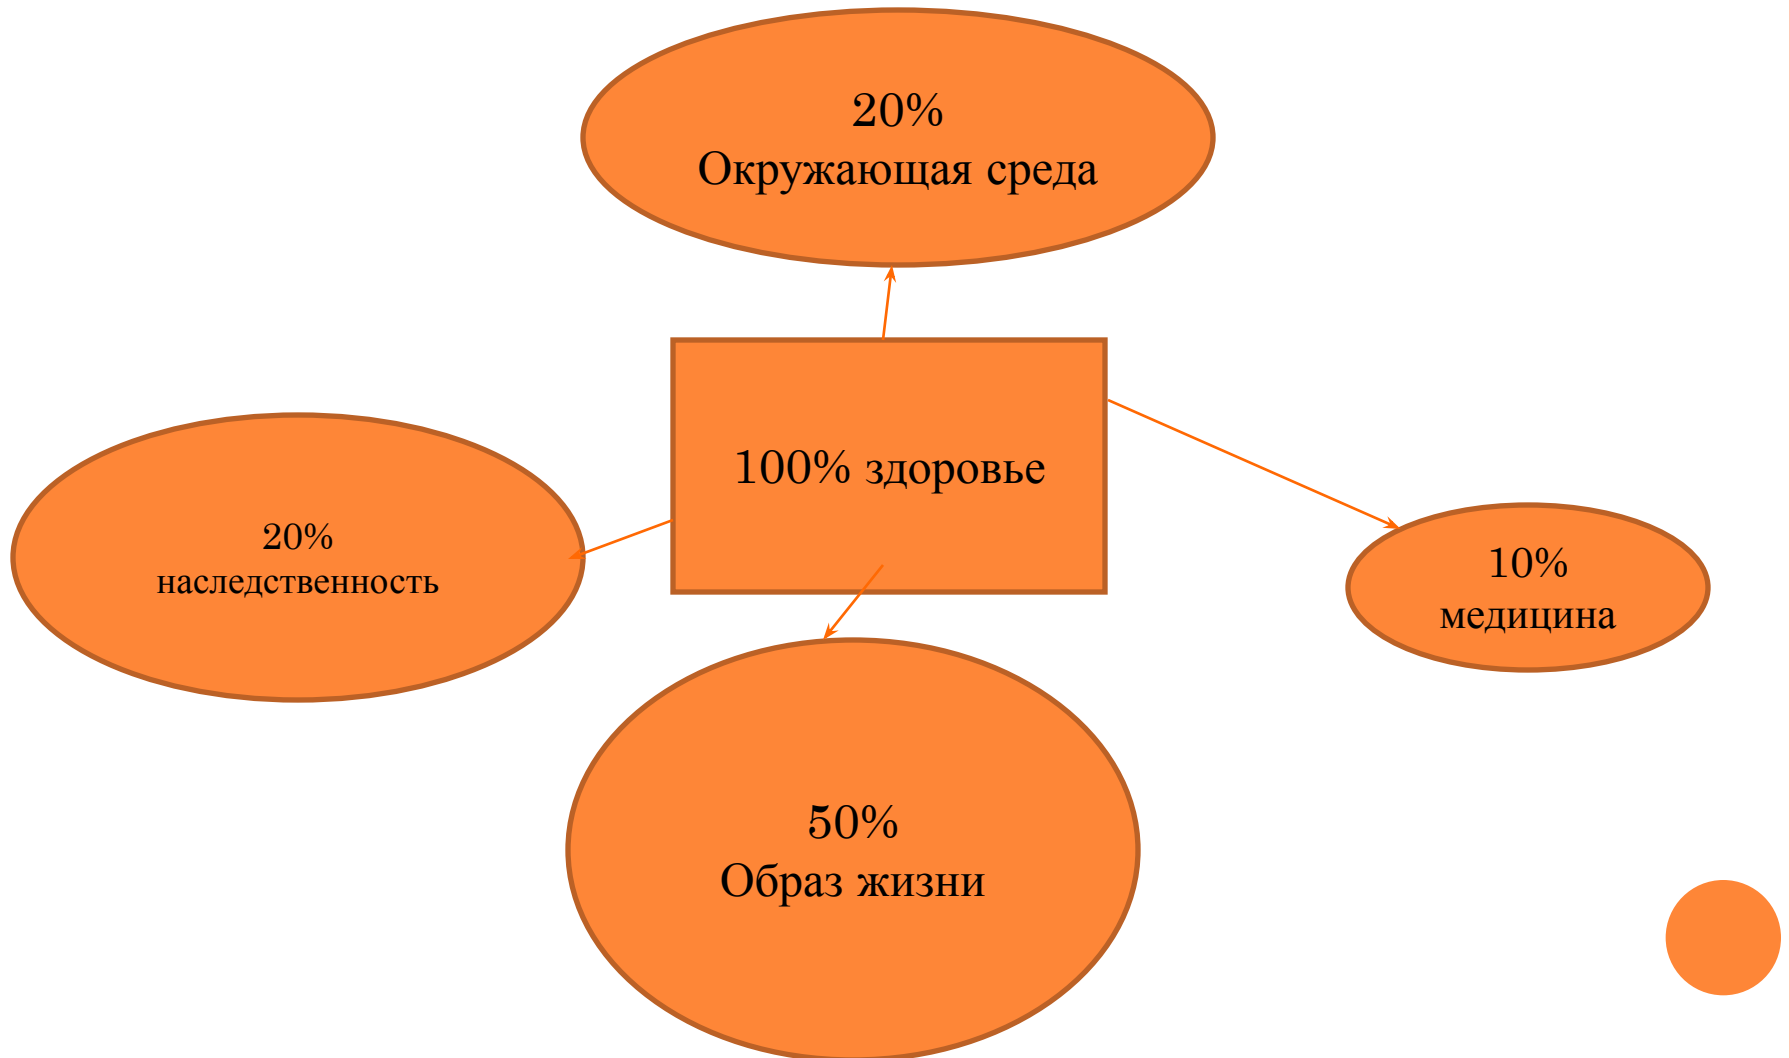 20%
Окружающая среда
100% здоровье
20%
наследственность
10%
медицина
50%
Образ жизни